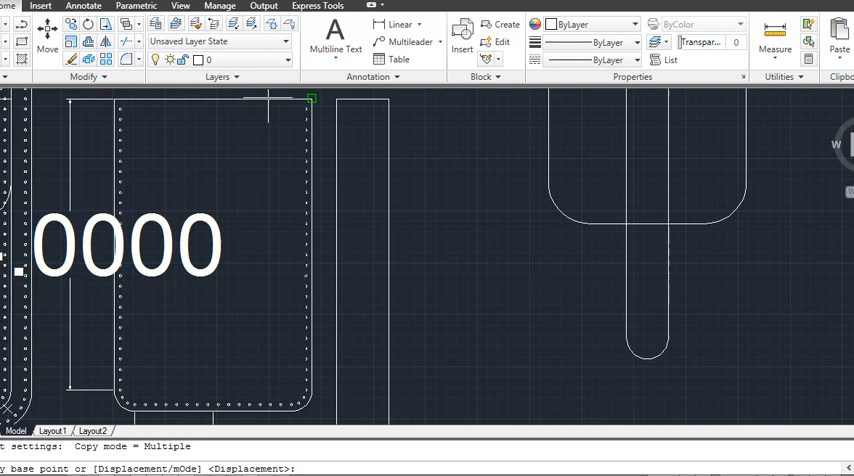 ome Insert Annotate Parametric View Manage Output Express Tools
Move
Modify
Unsaved Layer State
0
Layers
A
Multiline Text
Linear
Multileader
Table
Annotation
Insert
Create
Edit
Block
ByLayer
ByLayer
ByLayer
ByColor
Transpar... 0
List
Properties
Measure
Utilities
Paste
Clipbo
W
.0000
Model Layout1 Layout2
t settings: Copy mode = Multiple
y base point or [Displacement/mOde] <Displacement>: